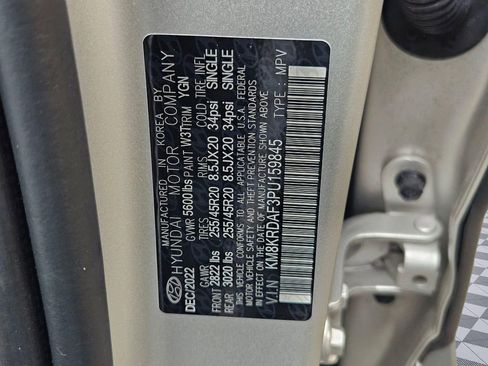 MANUFACTURED IN KOREA BY
HYUNDAI MOTOR COMPANY
DEC/2022 GVWR 5600 lbs PAINT W3T TRIM YGN
GAWR TIRES RIMS COLD TIRE INFL
FRONT 2822 lbs 255/45R20 8.5JX20 34psi SINGLE
REAR 3020 lbs 255/45R20 8.5JX20 34psi SINGLE
THIS VEHICLE CONFORMS TO ALL APPLICABLE U.S.A. FEDERAL
MOTOR VEHICLE SAFETY AND THEFT PREVENTION STANDARDS
IN EFFECT ON THE DATE OF MANUFACTURE SHOWN ABOVE.
V.I.N KM8KRDAF3PU159845 TYPE : MPV